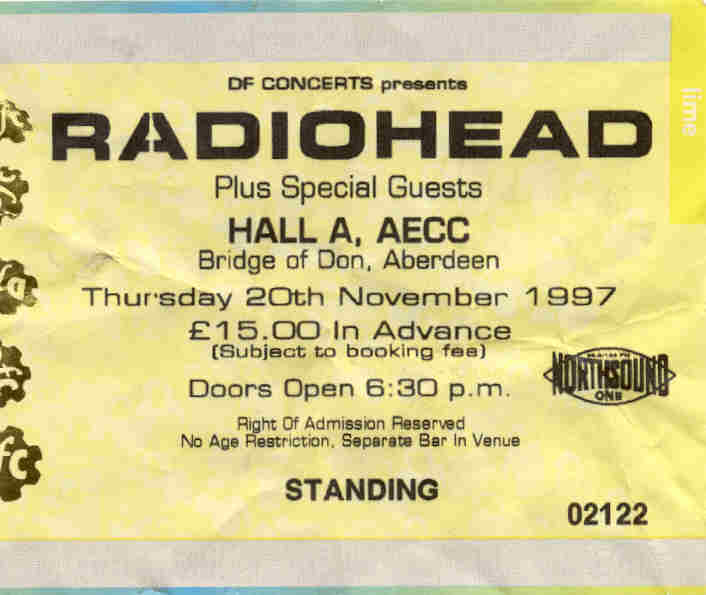 DF CONCERTS presents
RADIOHEAD
Plus Special Guests
HALL A, AECC
Bridge of Don, Aberdeen
Thursday 20th November 1997
£15.00 In Advance
(Subject to booking fee)
Doors Open 6:30 p.m.
Right Of Admission Reserved
No Age Restriction, Separate Bar In Venue
STANDING
02122
NORTHSOUND
ONE
lime
fc